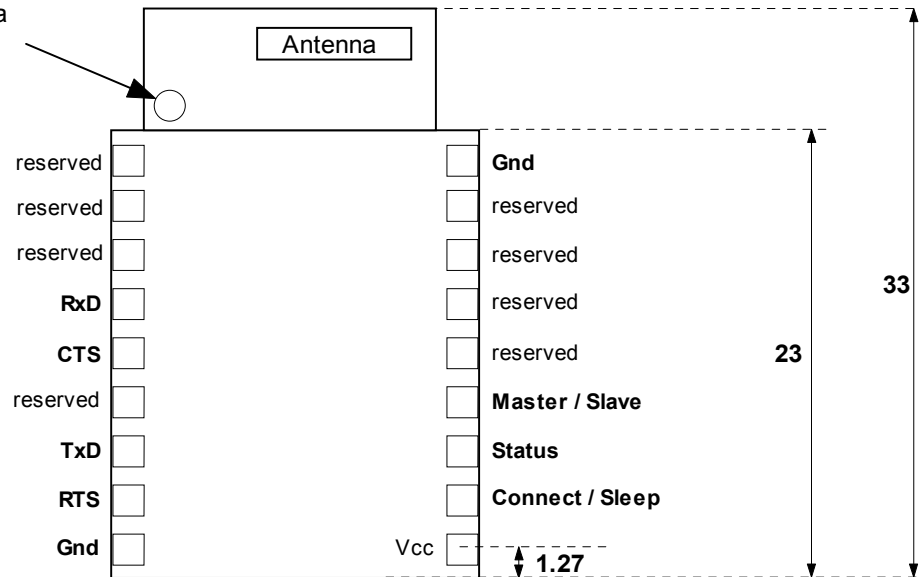 a
Antenna
reserved Gnd
reserved reserved
reserved reserved
RxD reserved
33
CTS reserved 23
reserved Master / Slave
TxD Status
RTS Connect / Sleep
Gnd Vcc
1.27